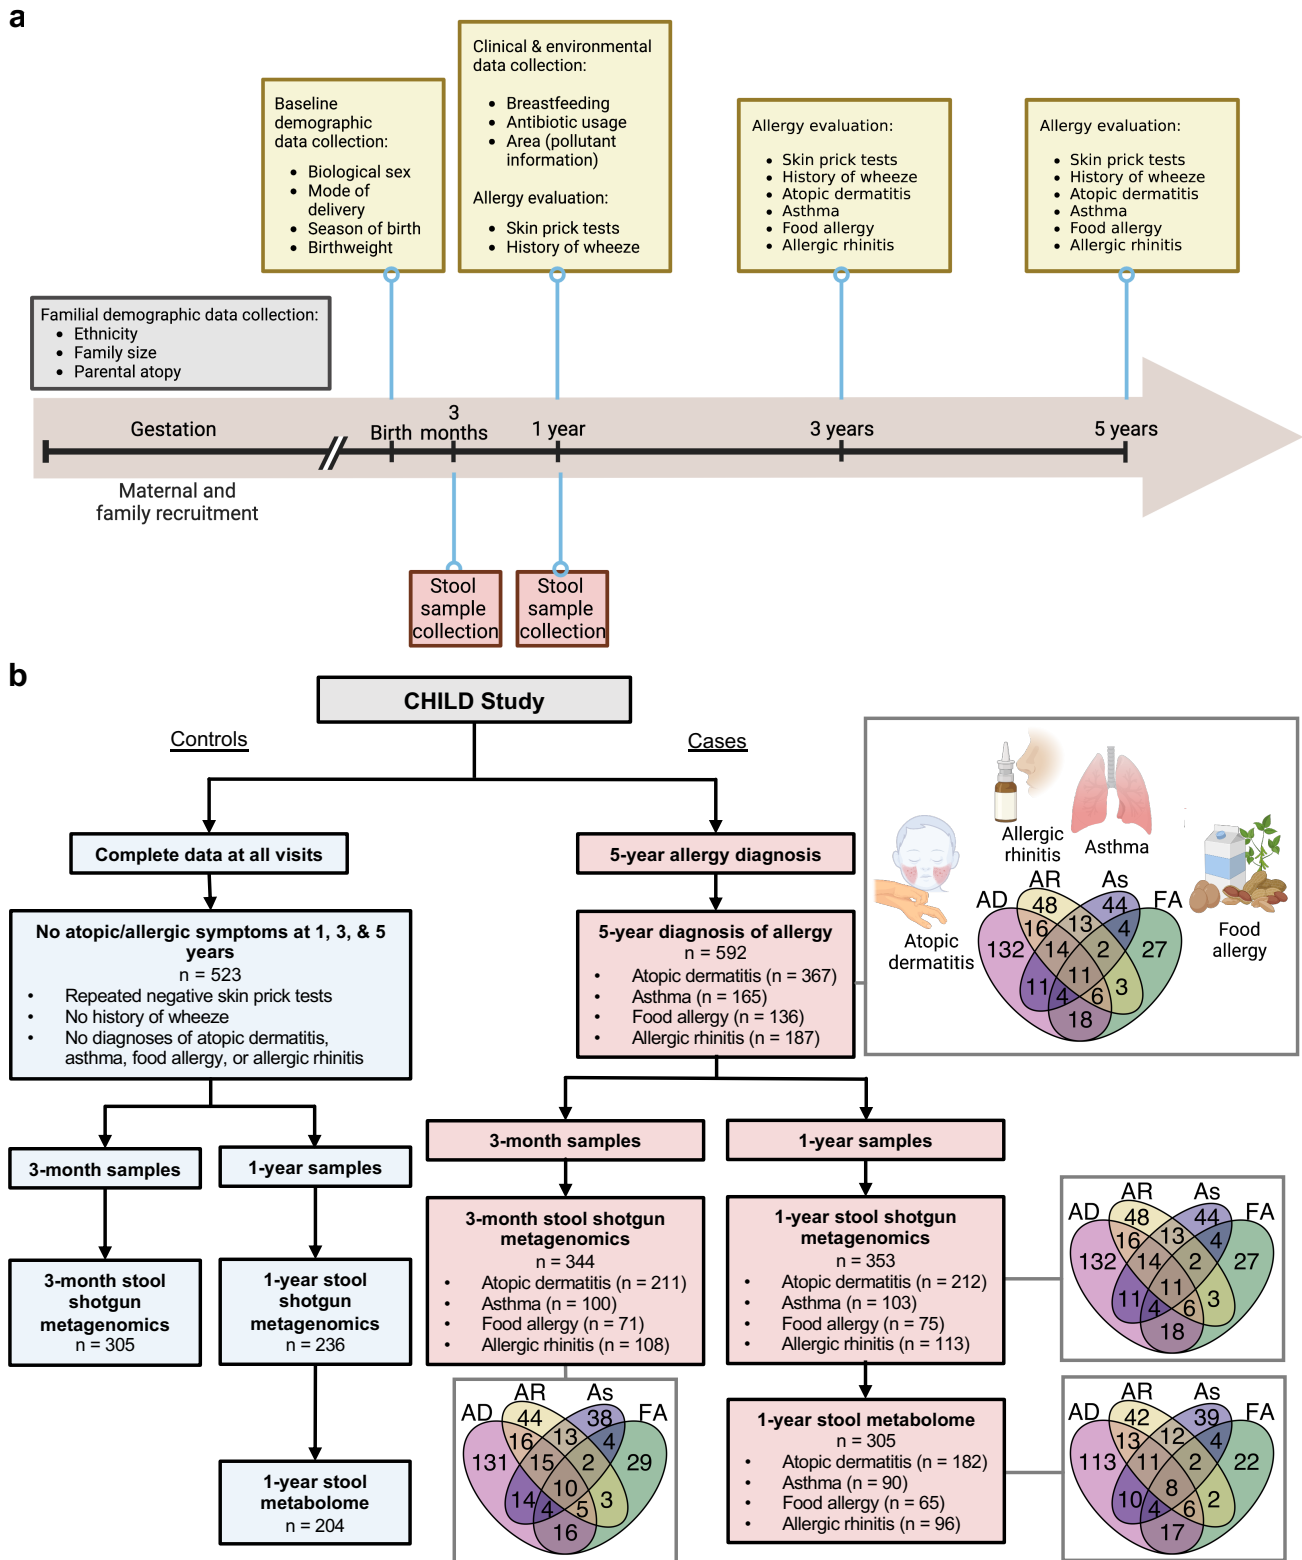 a
Baseline
demographic
data collection:
• Biological sex
• Mode of
delivery
• Season of birth
• Birthweight
Clinical & environmental
data collection:
• Breastfeeding
• Antibiotic usage
• Area (pollutant
information)
Allergy evaluation:
• Skin prick tests
• History of wheeze
Allergy evaluation:
• Skin prick tests
• History of wheeze
• Atopic dermatitis
• Asthma
• Food allergy
• Allergic rhinitis
Allergy evaluation:
• Skin prick tests
• History of wheeze
• Atopic dermatitis
• Asthma
• Food allergy
• Allergic rhinitis
Familial demographic data collection:
• Ethnicity
• Family size
• Parental atopy
Gestation
Birth
3
months
1 year
3 years
5 years
Maternal and
family recruitment
Stool
sample
collection
Stool
sample
collection
b
CHILD Study
Controls
Cases
Complete data at all visits
No atopic/allergic symptoms at 1, 3, & 5
years
n = 523
• Repeated negative skin prick tests
• No history of wheeze
• No diagnoses of atopic dermatitis,
asthma, food allergy, or allergic rhinitis
3-month samples
1-year samples
3-month stool
shotgun
metagenomics
n = 305
1-year stool
shotgun
metagenomics
n = 236
1-year stool
metabolome
n = 204
5-year allergy diagnosis
5-year diagnosis of allergy
n = 592
• Atopic dermatitis (n = 367)
• Asthma (n = 165)
• Food allergy (n = 136)
• Allergic rhinitis (n = 187)
Atopic
dermatitis
Allergic
rhinitis
Asthma
Food
allergy
AD AR As FA
48 44
16 13 4
132 14 2 27
11 11 3
4 6
18
3-month samples
1-year samples
3-month stool shotgun
metagenomics
n = 344
• Atopic dermatitis (n = 211)
• Asthma (n = 100)
• Food allergy (n = 71)
• Allergic rhinitis (n = 108)
AD AR As FA
44 38
16 13 4
131 15 2 29
14 10 3
4 5
16
1-year stool shotgun
metagenomics
n = 353
• Atopic dermatitis (n = 212)
• Asthma (n = 103)
• Food allergy (n = 75)
• Allergic rhinitis (n = 113)
AD AR As FA
48 44
16 13 4
132 14 2 27
11 11 3
4 6
18
1-year stool metabolome
n = 305
• Atopic dermatitis (n = 182)
• Asthma (n = 90)
• Food allergy (n = 65)
• Allergic rhinitis (n = 96)
AD AR As FA
42 39
13 12 4
113 11 2 22
10 8 2
4 6
17